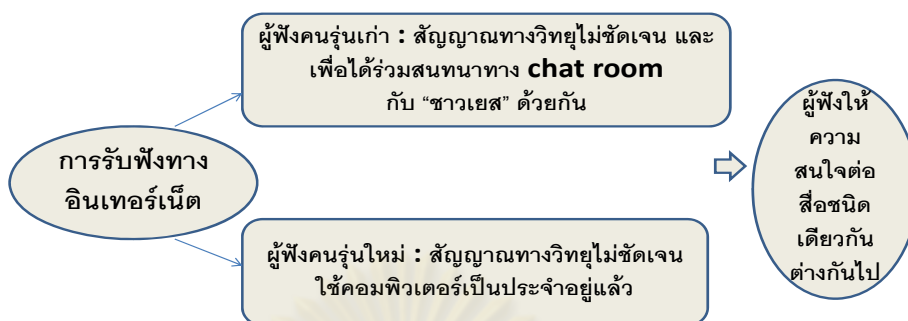 การรับฟังทาง
อินเทอร์เน็ต
ผู้ฟังคนรุ่นเก่า : สัญญาณทางวิทยุไม่ชัดเจน และ
เพื่อได้ร่วมสนทนาทาง chat room
กับ “ชาวเยส” ด้วยกัน
ผู้ฟังคนรุ่นใหม่ : สัญญาณทางวิทยุไม่ชัดเจน
ใช้คอมพิวเตอร์เป็นประจำอยู่แล้ว
ผู้ฟังให้
ความ
สนใจต่อ
สื่อชนิด
เดียวกัน
ต่างกันไป